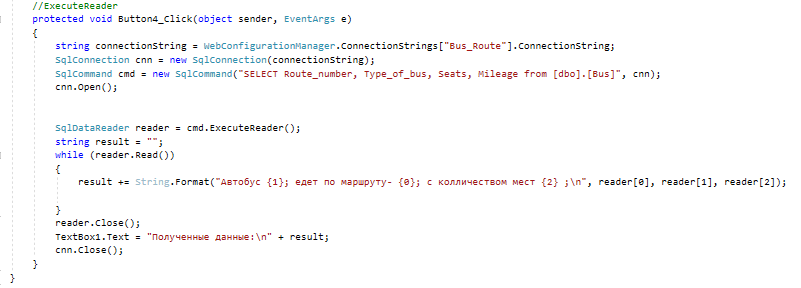 //ExecuteReader
protected void Button4_Click(object sender, EventArgs e)
{
string connectionString = WebConfigurationManager.ConnectionStrings["Bus_Route"].ConnectionString;
SqlConnection cnn = new SqlConnection(connectionString);
SqlCommand cmd = new SqlCommand("SELECT Route_number, Type_of_bus, Seats, Mileage from [dbo].[Bus]", cnn);
cnn.Open();
SqlDataReader reader = cmd.ExecuteReader();
string result = "";
while (reader.Read())
{
result += String.Format("Автобус {1}; едет по маршруту- {0}; с колличеством мест {2} ;\n", reader[0], reader[1], reader[2]);
}
reader.Close();
TextBox1.Text = "Полученные данные:\n" + result;
cnn.Close();
}
}